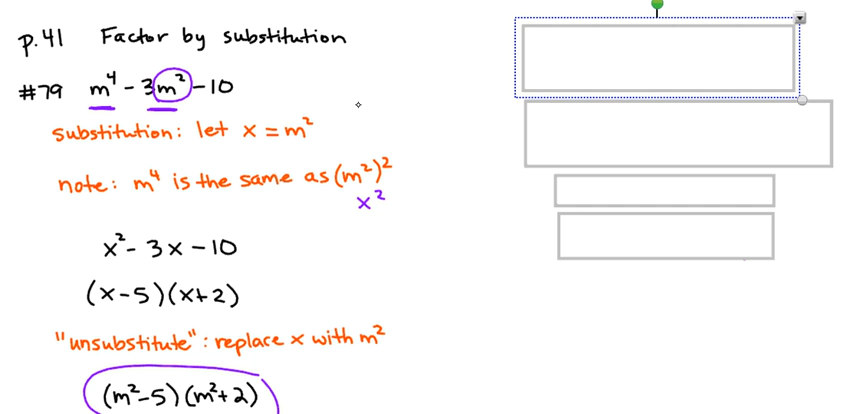 p.41 Factor by substitution
#79 m⁴ - 3m² - 10
substitution: let x = m²
note: m⁴ is the same as (m²)²
x²
x² - 3x - 10
(x-5)(x+2)
"unsubstitute": replace x with m²
(m²-5)(m²+2)